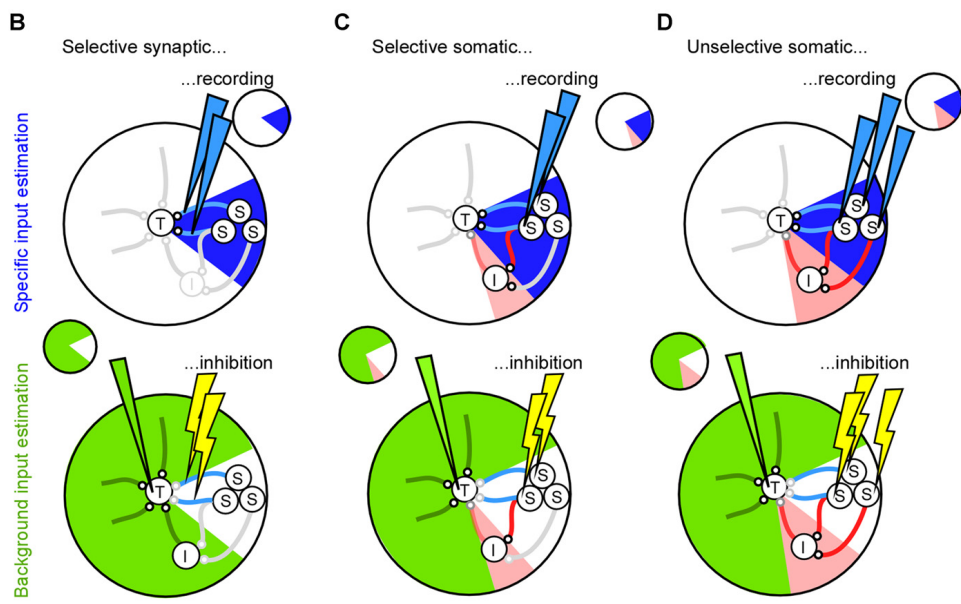 B
C
D
Selective synaptic...
Selective somatic...
Unselective somatic...
...recording
...recording
...recording
Specific input estimation
T
S
S
S
I
T
S
S
S
I
T
S
S
S
I
...inhibition
...inhibition
...inhibition
Background input estimation
T
S
S
S
I
T
S
S
S
I
T
S
S
S
I